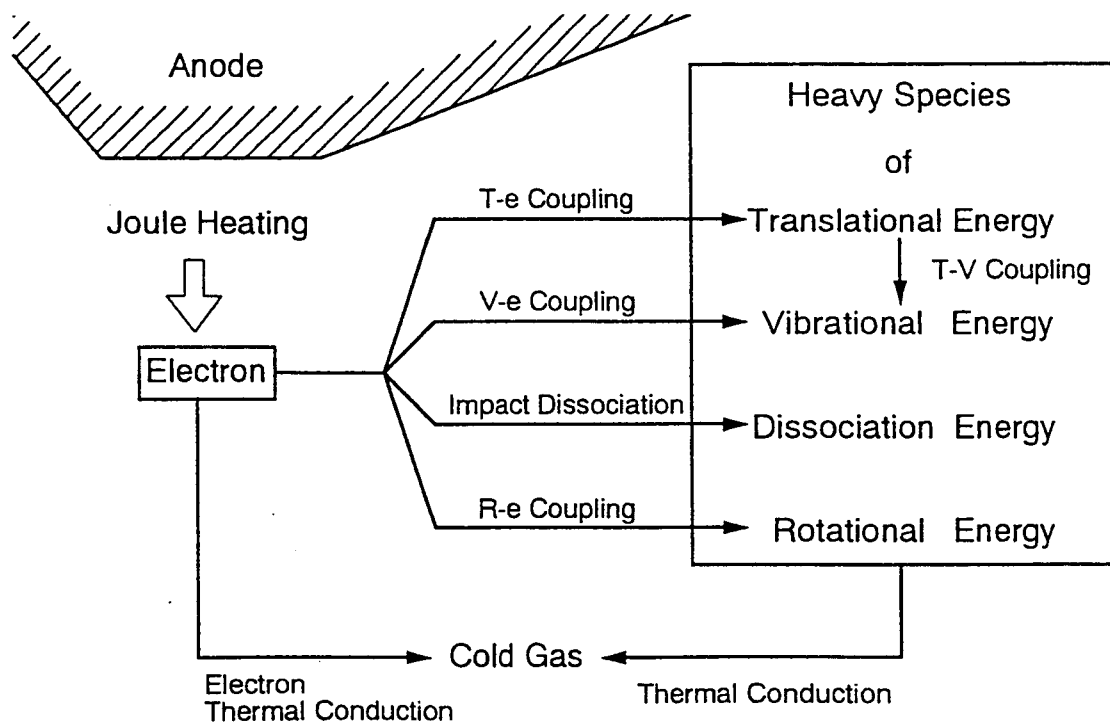 Anode
Heavy Species
of
T-e Coupling
Translational Energy
Joule Heating
T-V Coupling
V-e Coupling
Vibrational Energy
Electron
Impact Dissociation
Dissociation Energy
R-e Coupling
Rotational Energy
Cold Gas
Electron
Thermal Conduction
Thermal Conduction